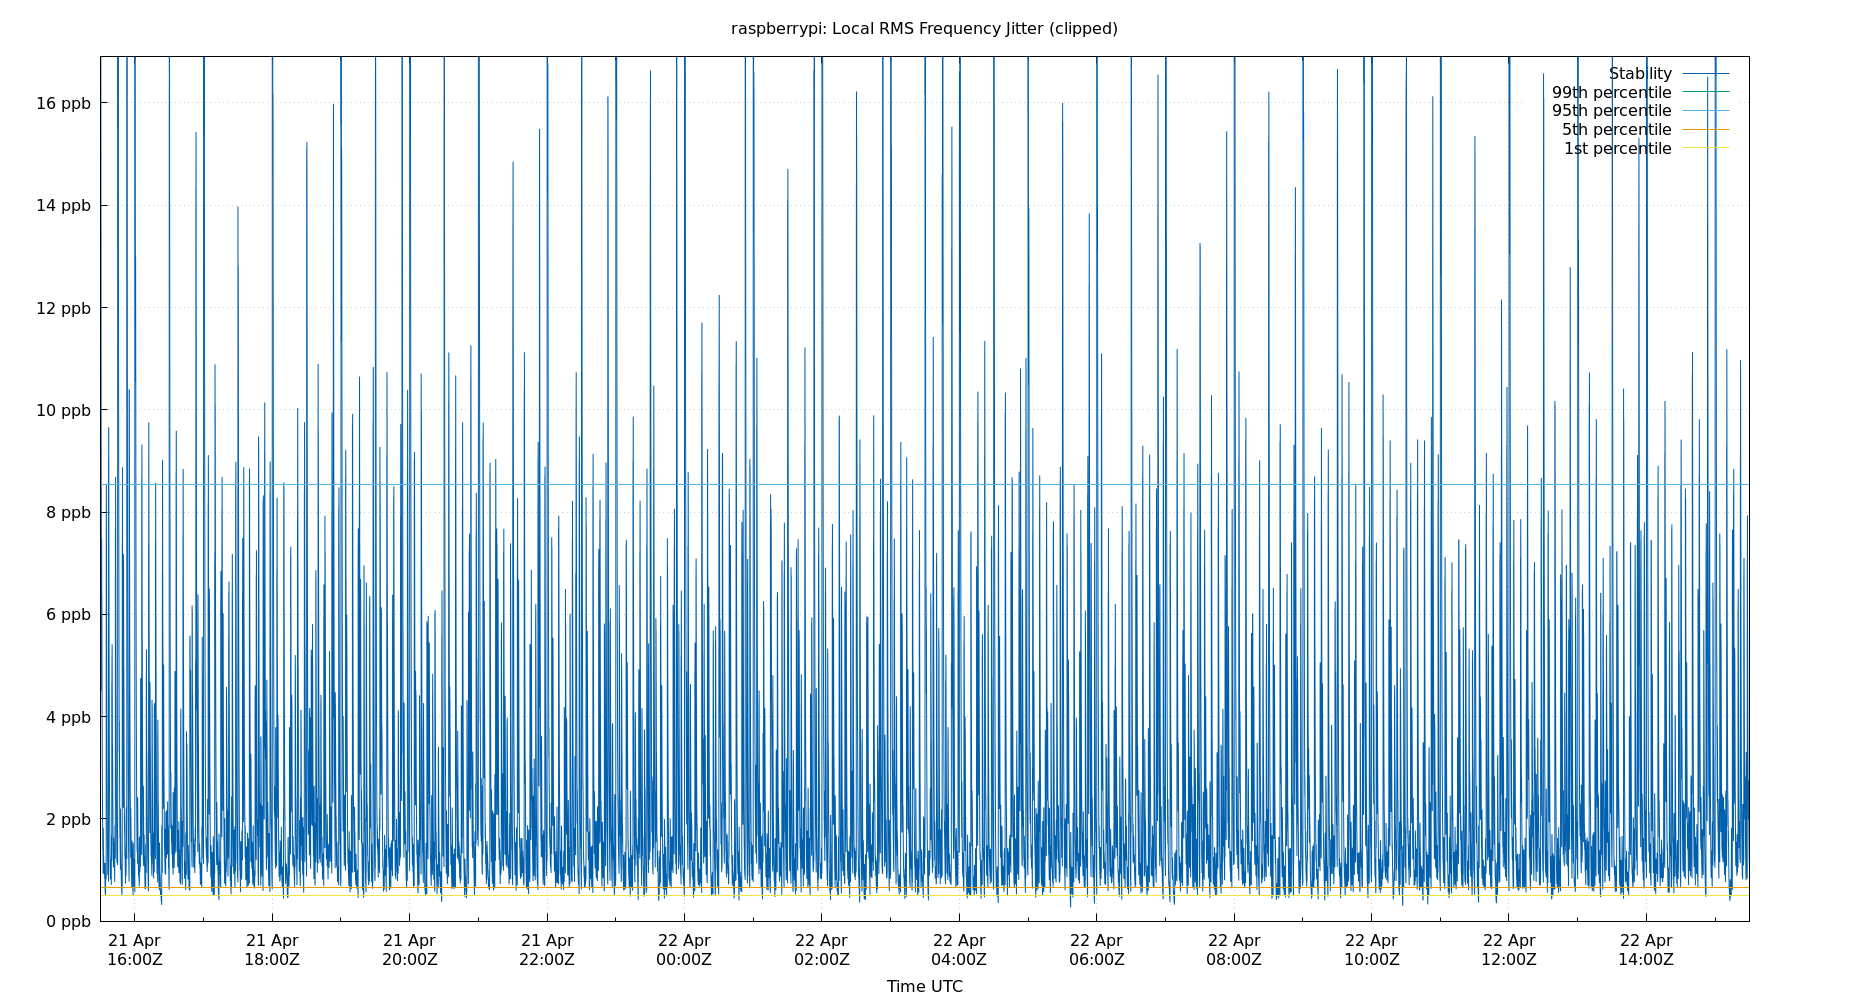 raspberrypi: Local RMS Frequency Jitter (clipped)
Stability
99th percentile
95th percentile
5th percentile
1st percentile
16 ppb
14 ppb
12 ppb
10 ppb
8 ppb
6 ppb
4 ppb
2 ppb
0 ppb
21 Apr 21 Apr 21 Apr 21 Apr 22 Apr 22 Apr 22 Apr 22 Apr 22 Apr 22 Apr 22 Apr 22 Apr
16:00Z 18:00Z 20:00Z 22:00Z 00:00Z 02:00Z 04:00Z 06:00Z 08:00Z 10:00Z 12:00Z 14:00Z
Time UTC